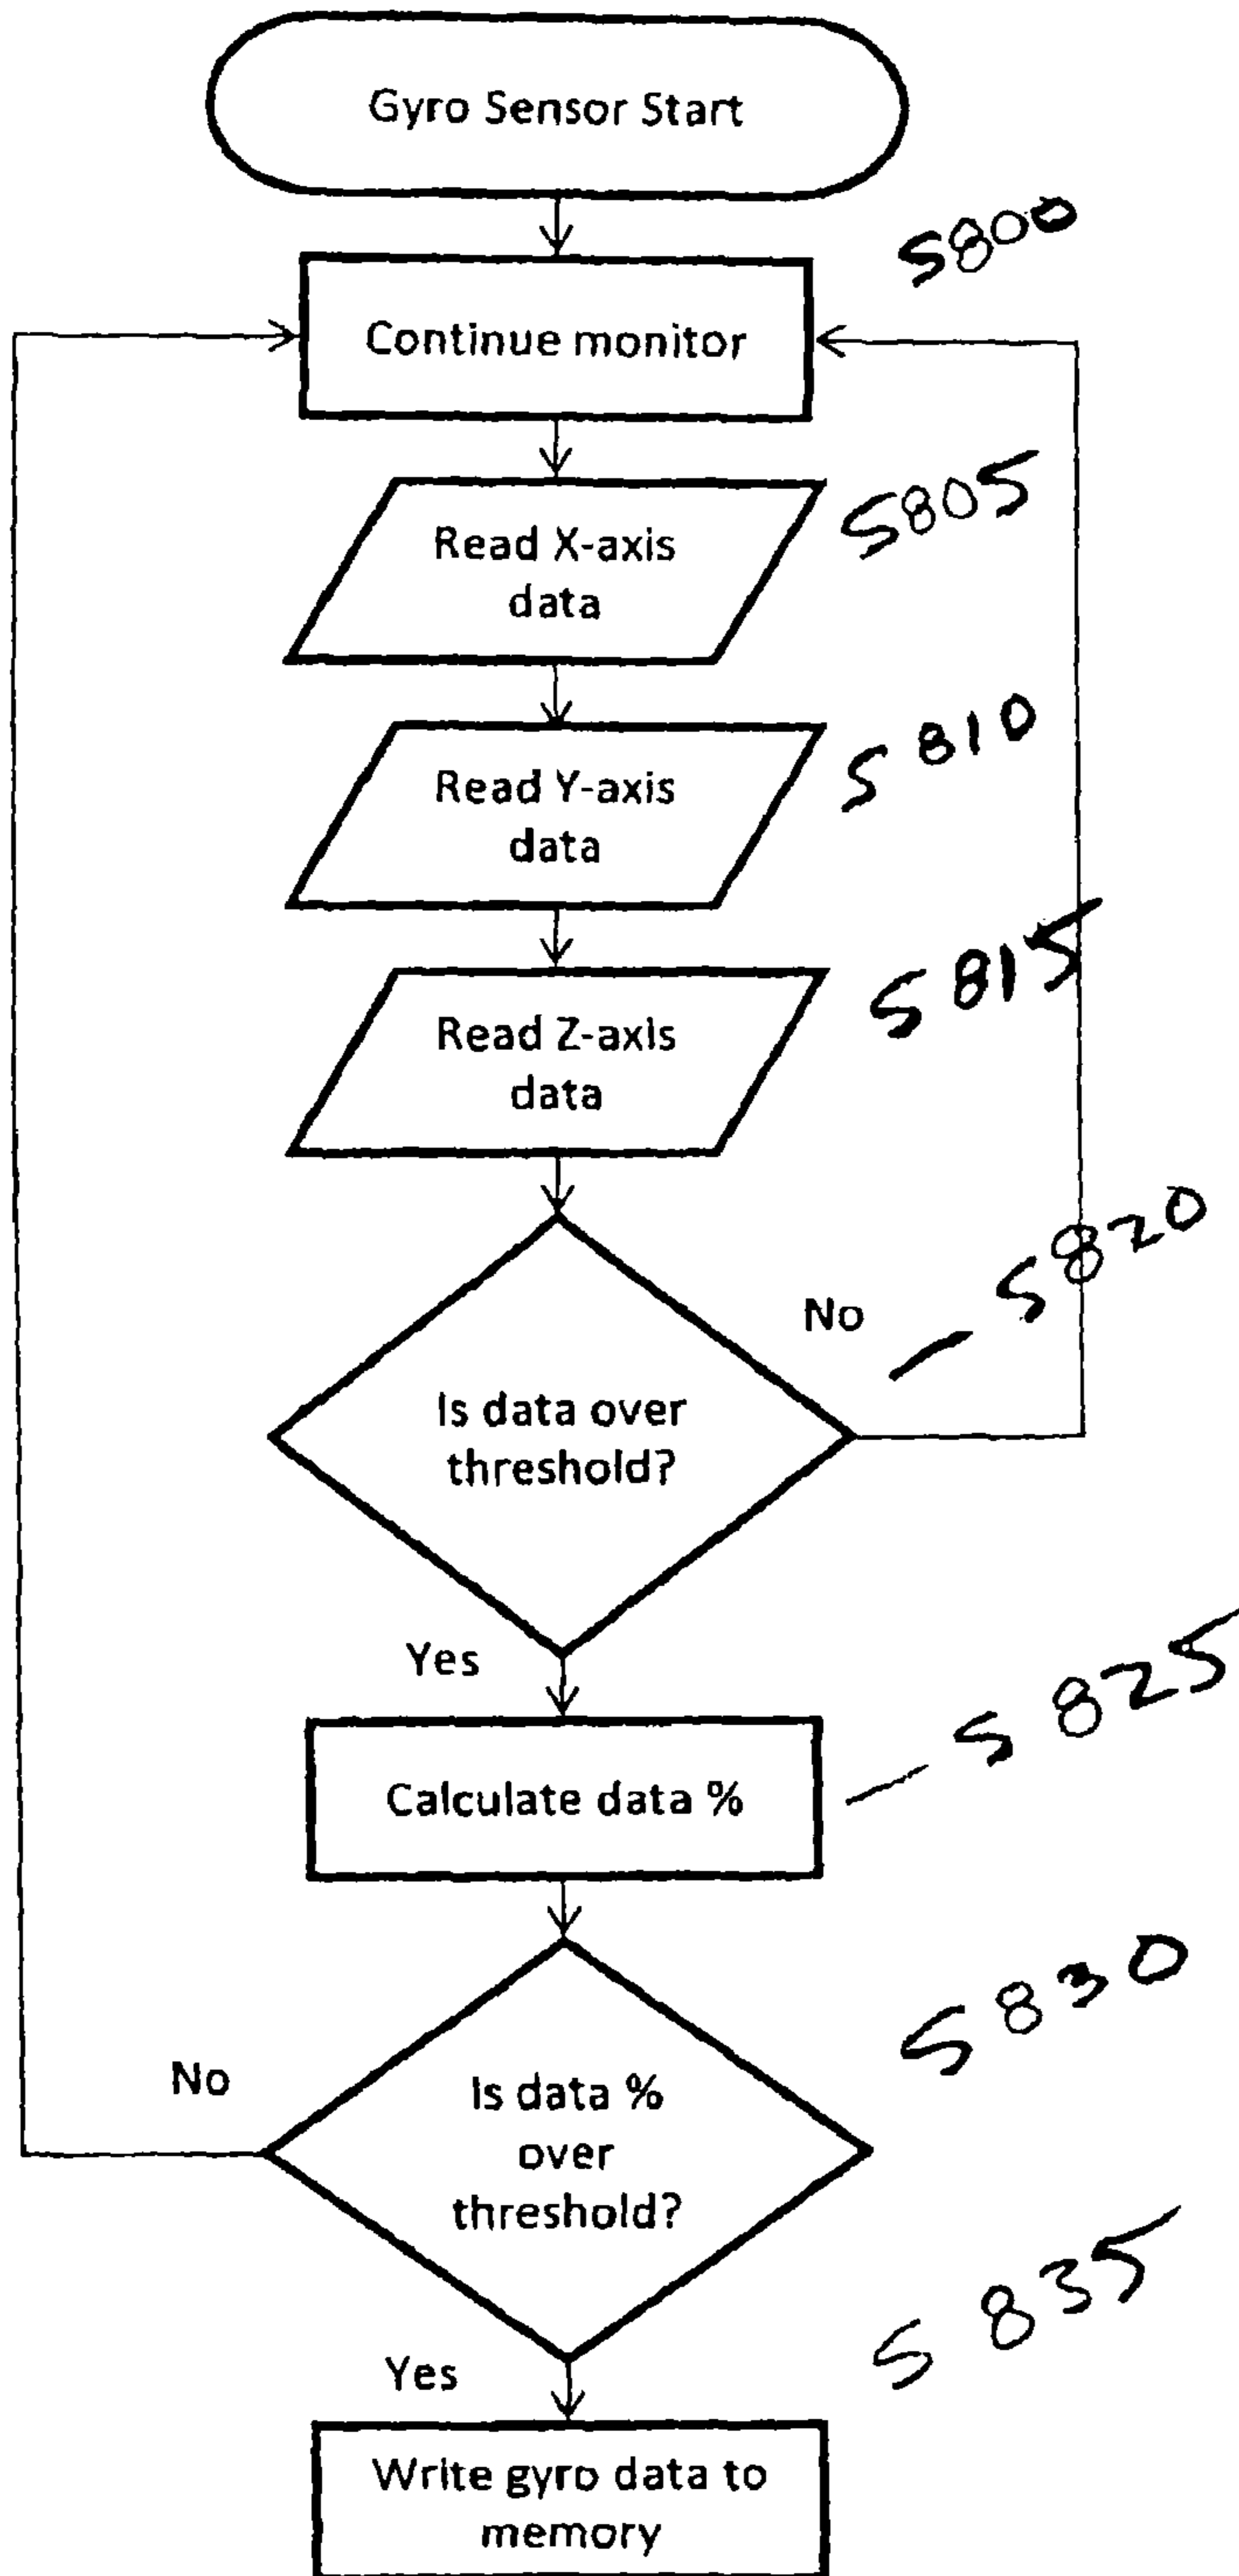 Gyro Sensor Start
S800
Continue monitor
S805
Read X-axis
data
S810
Read Y-axis
data
S815
Read Z-axis
data
S820
No
Is data over
threshold?
Yes
S825
Calculate data %
S830
No
Is data %
over
threshold?
S835
Yes
Write gyro data to
memory